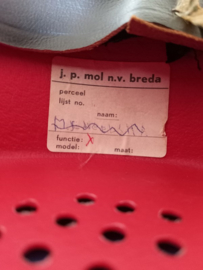 j. p. mol n.v. breda
perceel
lijst no.
naam:
functie: x
model: maat: